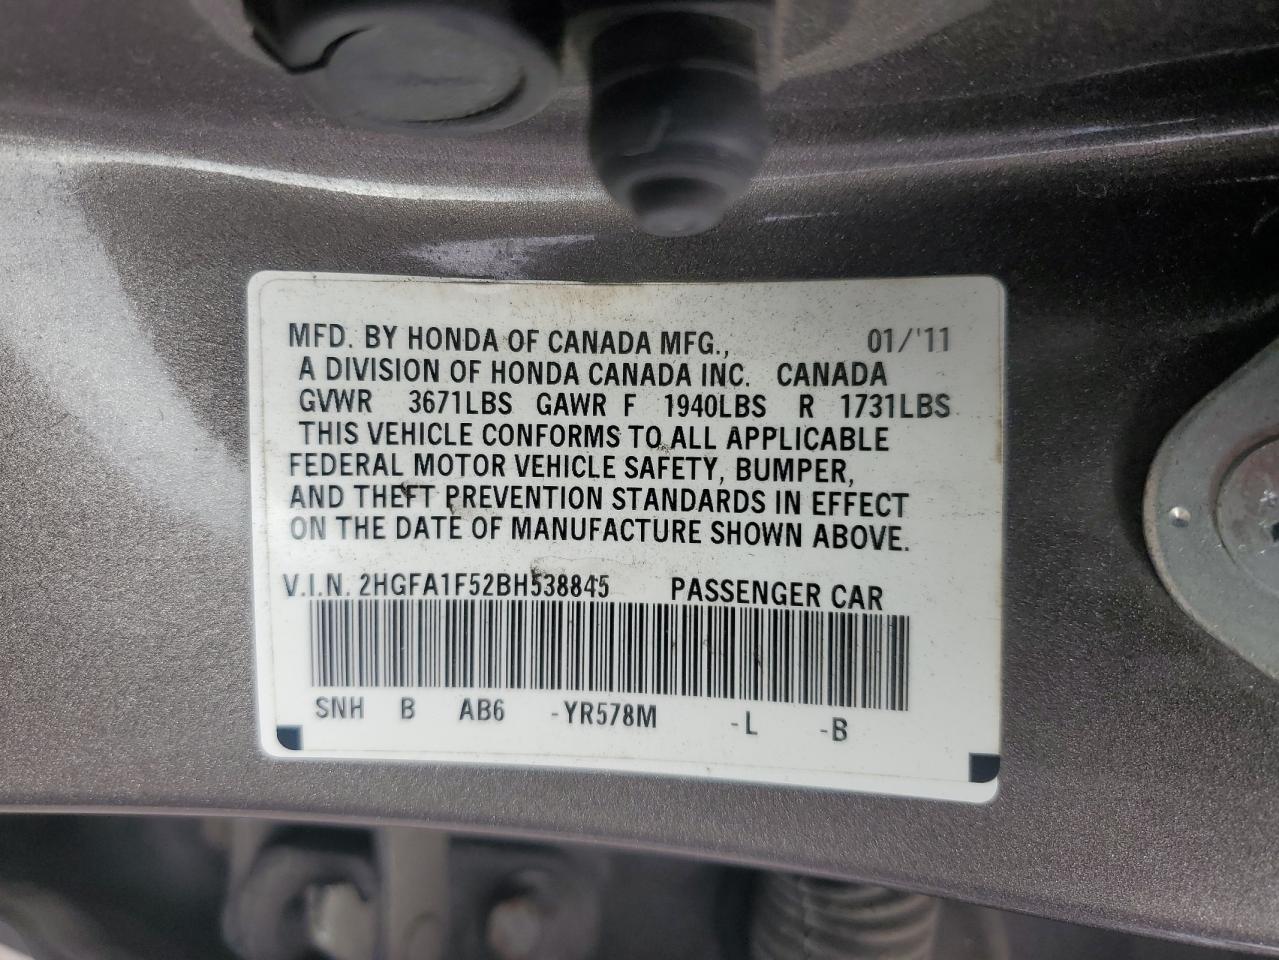 MFD. BY HONDA OF CANADA MFG., 01/'11
A DIVISION OF HONDA CANADA INC. CANADA
GVWR 3671LBS GAWR F 1940LBS R 1731LBS
THIS VEHICLE CONFORMS TO ALL APPLICABLE
FEDERAL MOTOR VEHICLE SAFETY, BUMPER,
AND THEFT PREVENTION STANDARDS IN EFFECT
ON THE DATE OF MANUFACTURE SHOWN ABOVE.
V.I.N. 2HGFA1F52BH538845 PASSENGER CAR
SNH B AB6 -YR578M -L -B